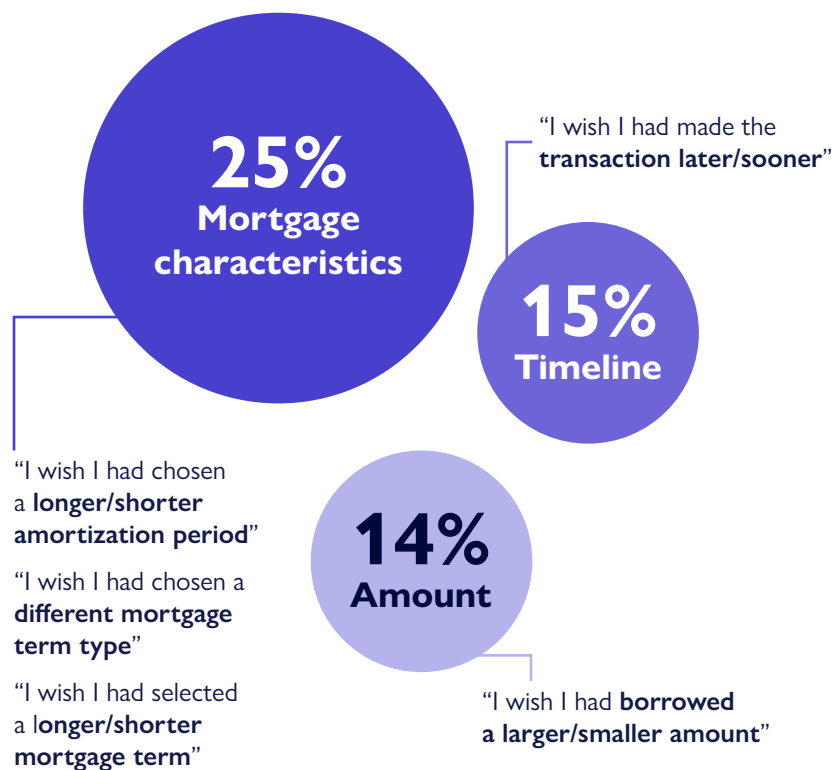 25%
Mortgage
characteristics
“I wish I had made the
transaction later/sooner”
15%
Timeline
“I wish I had chosen
a longer/shorter
amortization period”
“I wish I had chosen a
different mortgage
term type”
“I wish I had selected
a longer/shorter
mortgage term”
14%
Amount
“I wish I had borrowed
a larger/smaller amount”